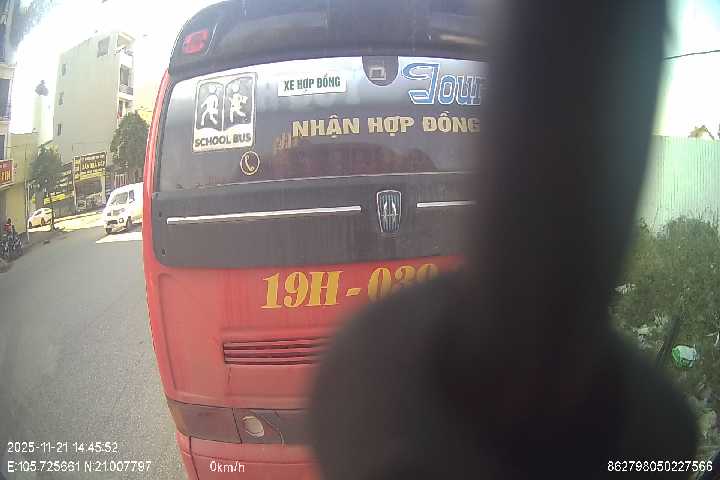 XE HỢP ĐỒNG
SCHOOL BUS
NHẬN HỢP ĐỒNG
19H-039
2025-11-21 14:45:52
E:105.725661 N:21.007797
0km/h
862798050227566